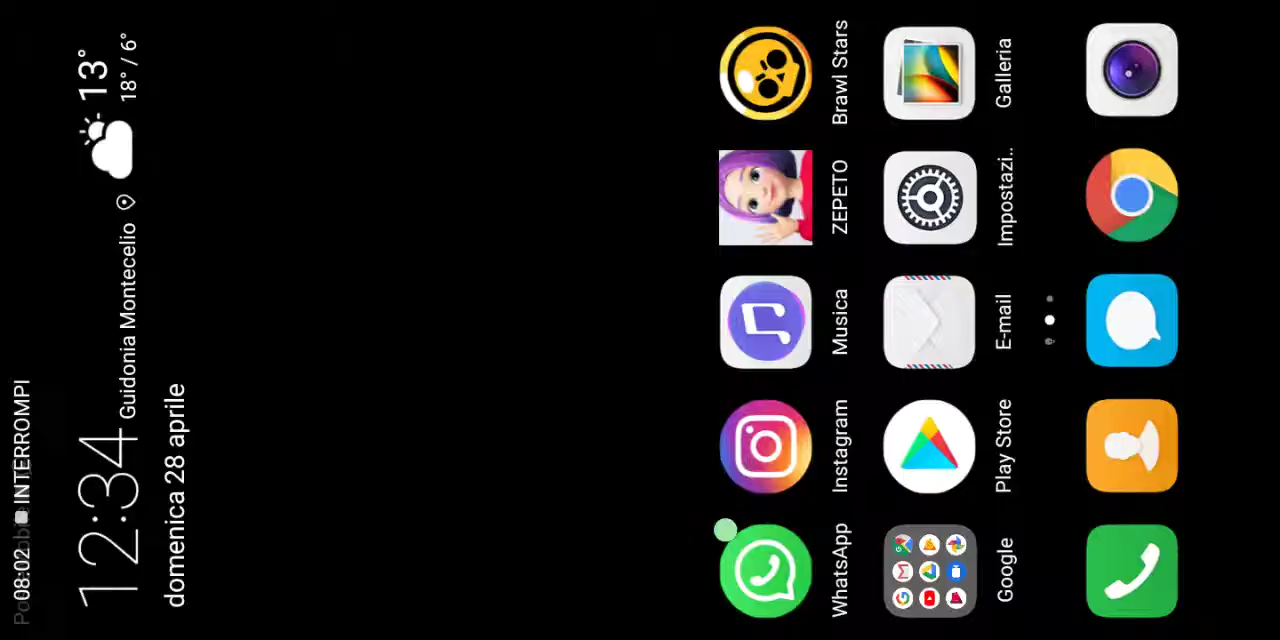 08:02 INTERROMPI
12:34
Guidonia Montecelio
13°
18° / 6°
domenica 28 aprile
WhatsApp
Instagram
Musica
ZEPETO
Brawl Stars
Google
Play Store
E-mail
Impostazi..
Galleria